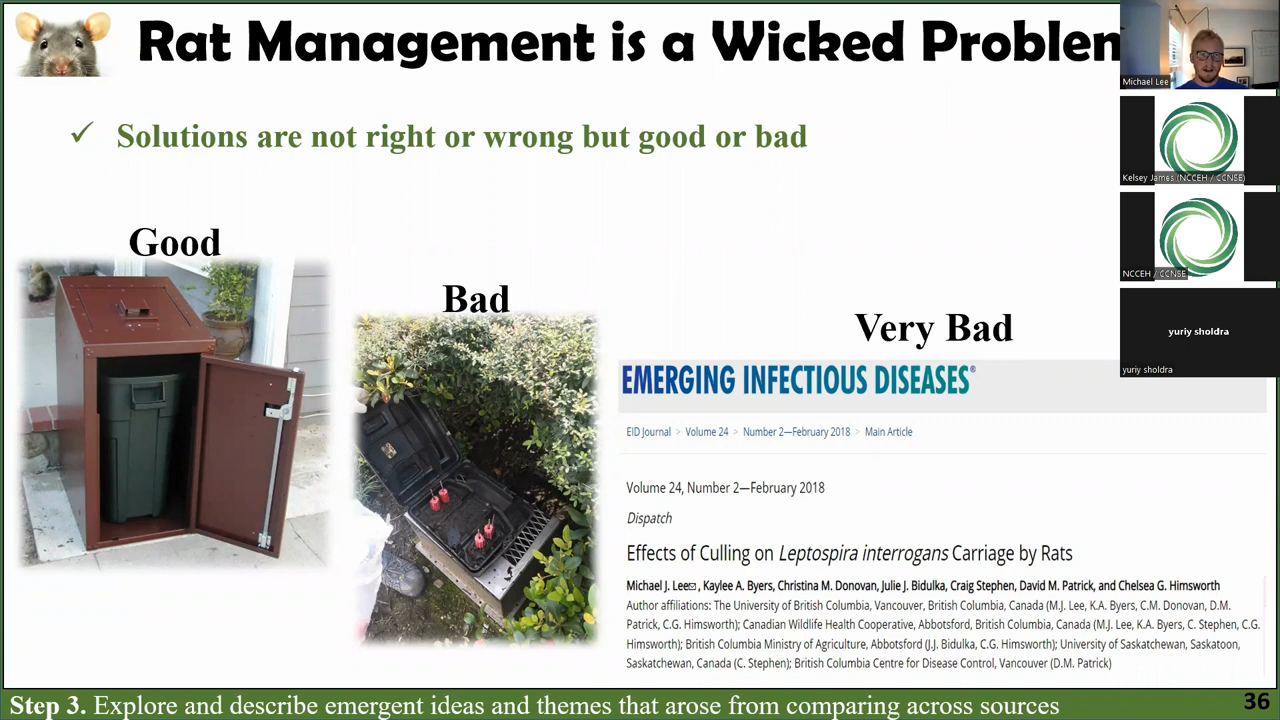 Rat Management is a Wicked Problem
✓ Solutions are not right or wrong but good or bad
Good
Bad
Very Bad
EMERGING INFECTIOUS DISEASES®
EID Journal > Volume 24 > Number 2—February 2018 > Main Article
Volume 24, Number 2—February 2018
Dispatch
Effects of Culling on Leptospira interrogans Carriage by Rats
Michael J. Lee✉, Kaylee A. Byers, Christina M. Donovan, Julie J. Bidulka, Craig Stephen, David M. Patrick, and Chelsea G. Himsworth
Author affiliations: The University of British Columbia, Vancouver, British Columbia, Canada (M.J. Lee, K.A. Byers, C.M. Donovan, D.M.
Patrick, C.G. Himsworth); Canadian Wildlife Health Cooperative, Abbotsford, British Columbia, Canada (M.J. Lee, K.A. Byers, C. Stephen, C.G.
Himsworth); British Columbia Ministry of Agriculture, Abbotsford (J.J. Bidulka, C.G. Himsworth); University of Saskatchewan, Saskatoon,
Saskatchewan, Canada (C. Stephen); British Columbia Centre for Disease Control, Vancouver (D.M. Patrick)
Step 3. Explore and describe emergent ideas and themes that arose from comparing across sources
36
Michael Lee
Kelsey James (NCCEH / CCNSE)
NCCEH / CCNSE
yuriy sholdra
yuriy sholdra